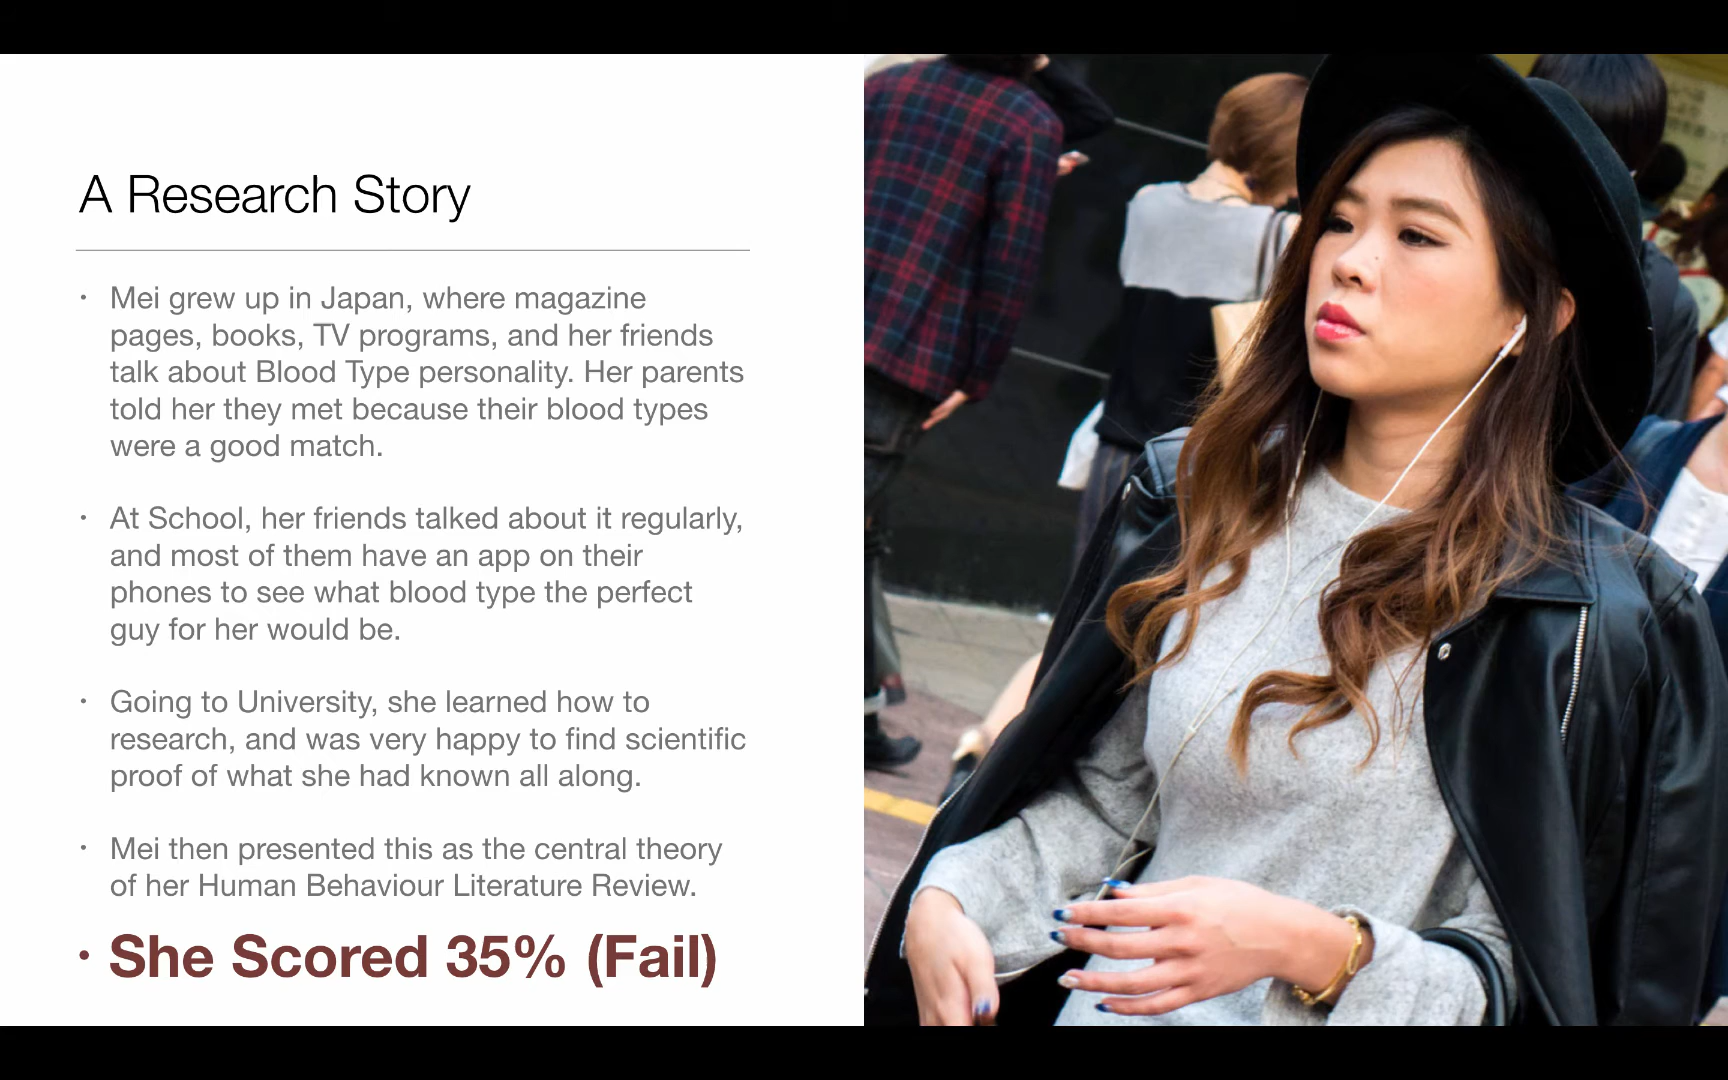 A Research Story
• Mei grew up in Japan, where magazine
pages, books, TV programs, and her friends
talk about Blood Type personality. Her parents
told her they met because their blood types
were a good match.
• At School, her friends talked about it regularly,
and most of them have an app on their
phones to see what blood type the perfect
guy for her would be.
• Going to University, she learned how to
research, and was very happy to find scientific
proof of what she had known all along.
• Mei then presented this as the central theory
of her Human Behaviour Literature Review.
• She Scored 35% (Fail)